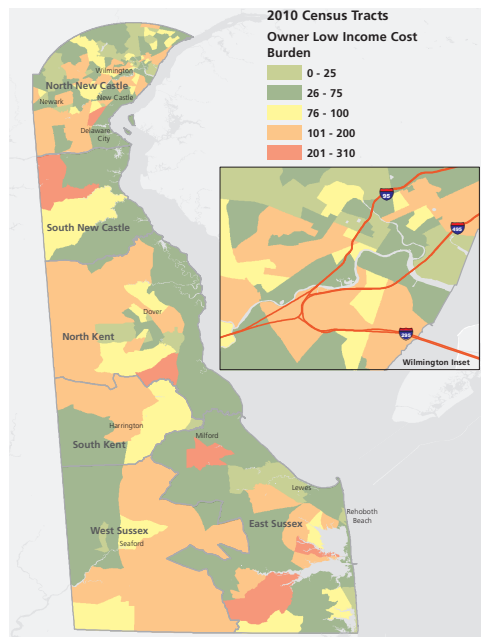 2010 Census Tracts
Owner Low Income Cost
Burden
0 - 25
26 - 75
76 - 100
101 - 200
201 - 310
Wilmington
North New Castle
Newark
New Castle
Delaware
City
South New Castle
95
495
295
Wilmington Inset
Dover
North Kent
Harrington
South Kent
Milford
Lewes
Rehoboth
Beach
East Sussex
West Sussex
Seaford